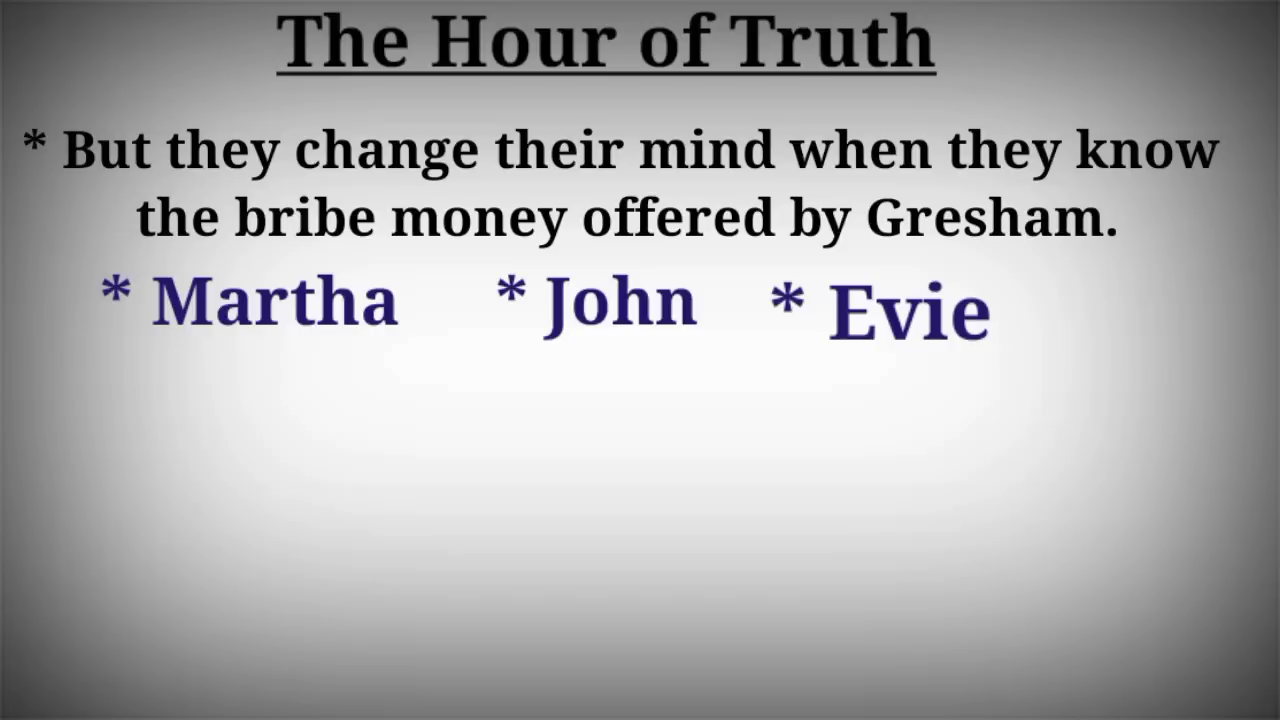 The Hour of Truth
* But they change their mind when they know
the bribe money offered by Gresham.
* Martha * John * Evie